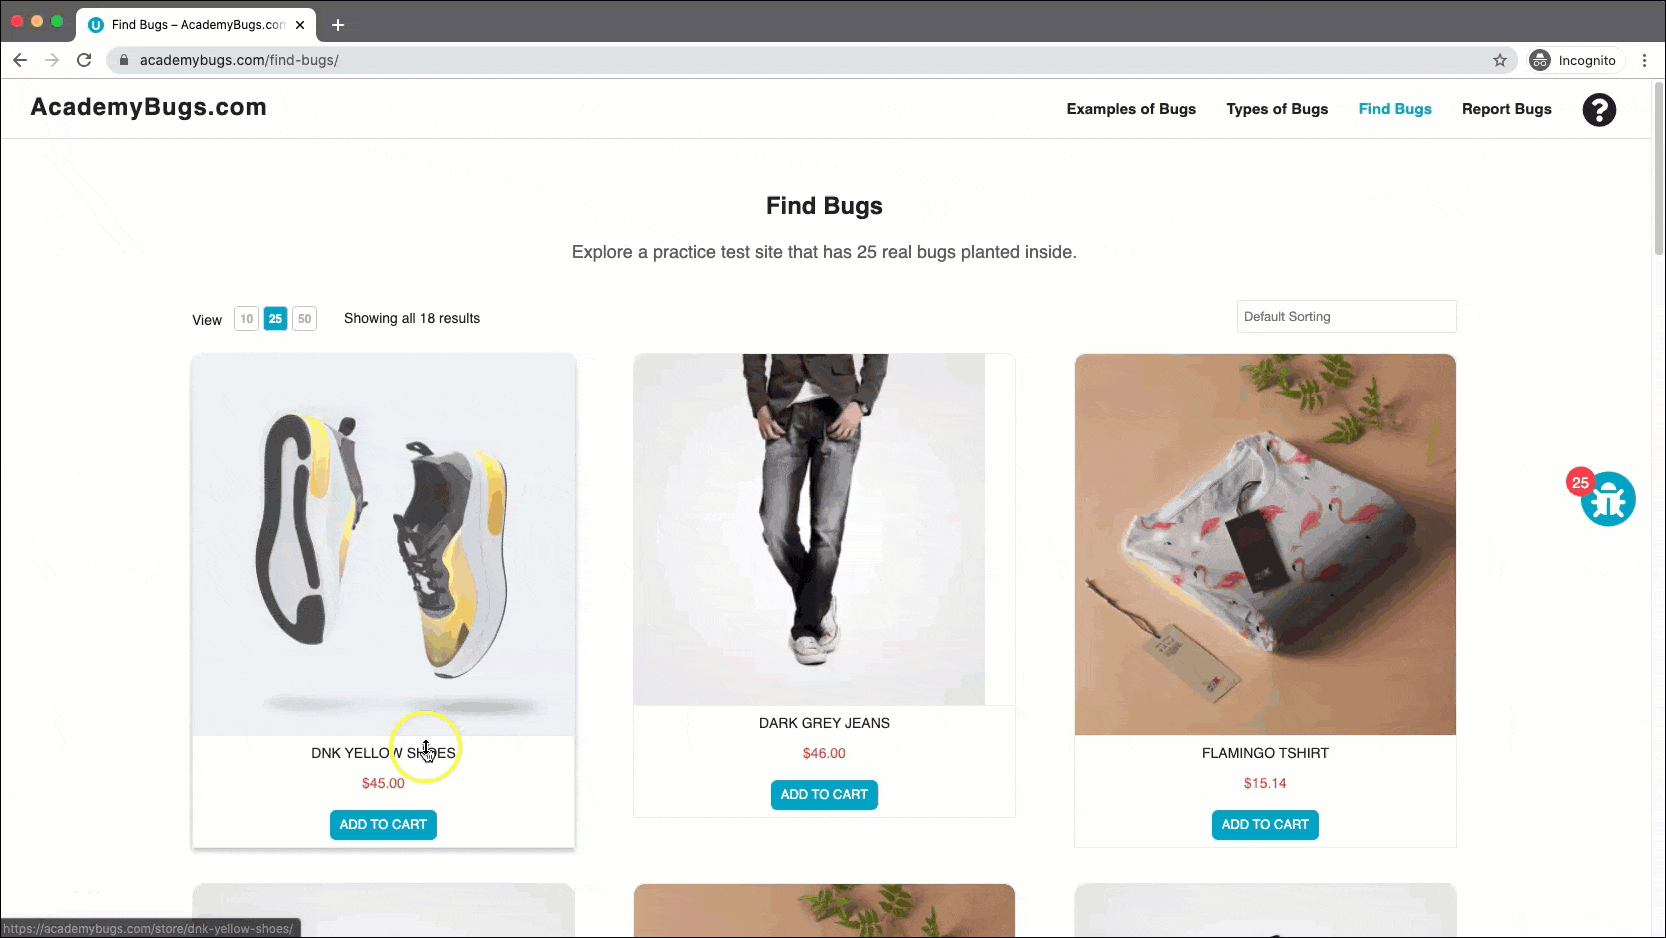 Find Bugs – AcademyBugs.con
academybugs.com/find-bugs/
Incognito
AcademyBugs.com
Examples of Bugs
Types of Bugs
Find Bugs
Report Bugs
?
Find Bugs
Explore a practice test site that has 25 real bugs planted inside.
View 10 25 50 Showing all 18 results
Default Sorting
25
DNK YELLOW SHOES
$45.00
ADD TO CART
DARK GREY JEANS
$46.00
ADD TO CART
FLAMINGO TSHIRT
$15.14
ADD TO CART
https://academybugs.com/store/dnk-yellow-shoes/